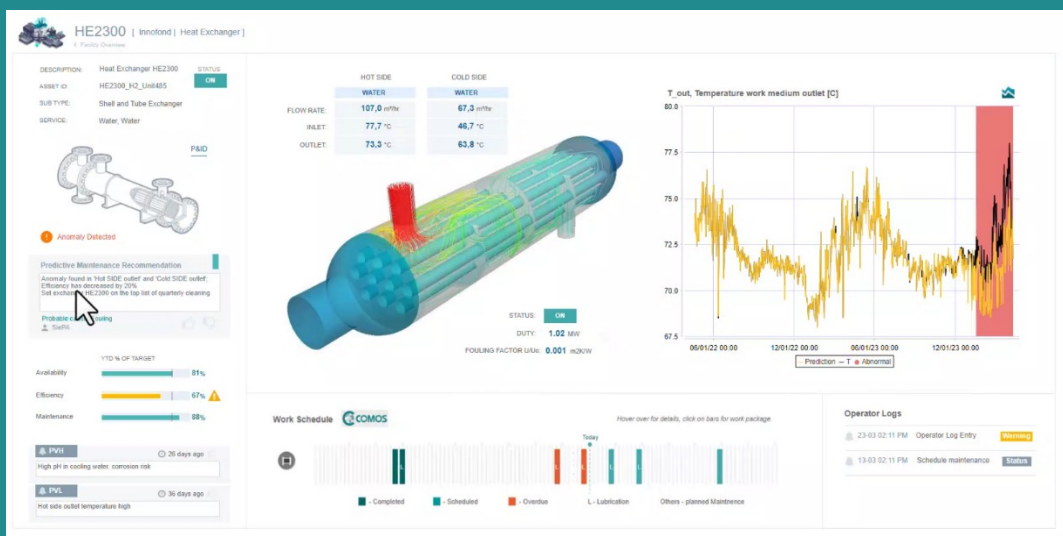 HE2300 [ Innofond | Heat Exchanger ]
Facility Overview
DESCRIPTION: Heat Exchanger HE2300
STATUS
ON
ASSET ID: HE2300_H2_Unit485
SUB TYPE: Shell and Tube Exchanger
SERVICE: Water, Water
P&ID
Anomaly Detected
Predictive Maintenance Recommendation
Anomaly found in 'Hot SIDE outlet' and 'Cold SIDE outlet';
Efficiency has decreased by 20%
Set exchanger HE2300 on the top list of quarterly cleaning
Probable
SiePA
YTD % OF TARGET
Availability 81%
Efficiency 67%
Maintenance 88%
PVH 26 days ago
High pH in cooling water, corrosion risk
PVL 36 days ago
Hot side outlet temperature high
HOT SIDE COLD SIDE
WATER WATER
FLOW RATE: 107,0 m³/hr 67,3 m³/hr
INLET: 77,7 °C 46,7 °C
OUTLET: 73,3 °C 63,8 °C
STATUS: ON
DUTY: 1.02 MW
FOULING FACTOR U/Uc: 0.001 m2K/W
T_out, Temperature work medium outlet [C]
80.0
77.5
75.0
72.5
70.0
67.5
06/01/22 00:00 12/01/22 00:00 06/01/23 00:00 12/01/23 00:00
Prediction T Abnormal
Work Schedule COMOS
Hover over for details, click on bars for work package
Today
L L L L L
- Completed - Scheduled - Overdue L - Lubrication Others - planned Maintnence
Operator Logs
23-03 02:11 PM Operator Log Entry Warning
13-03 02:11 PM Schedule maintenance Status